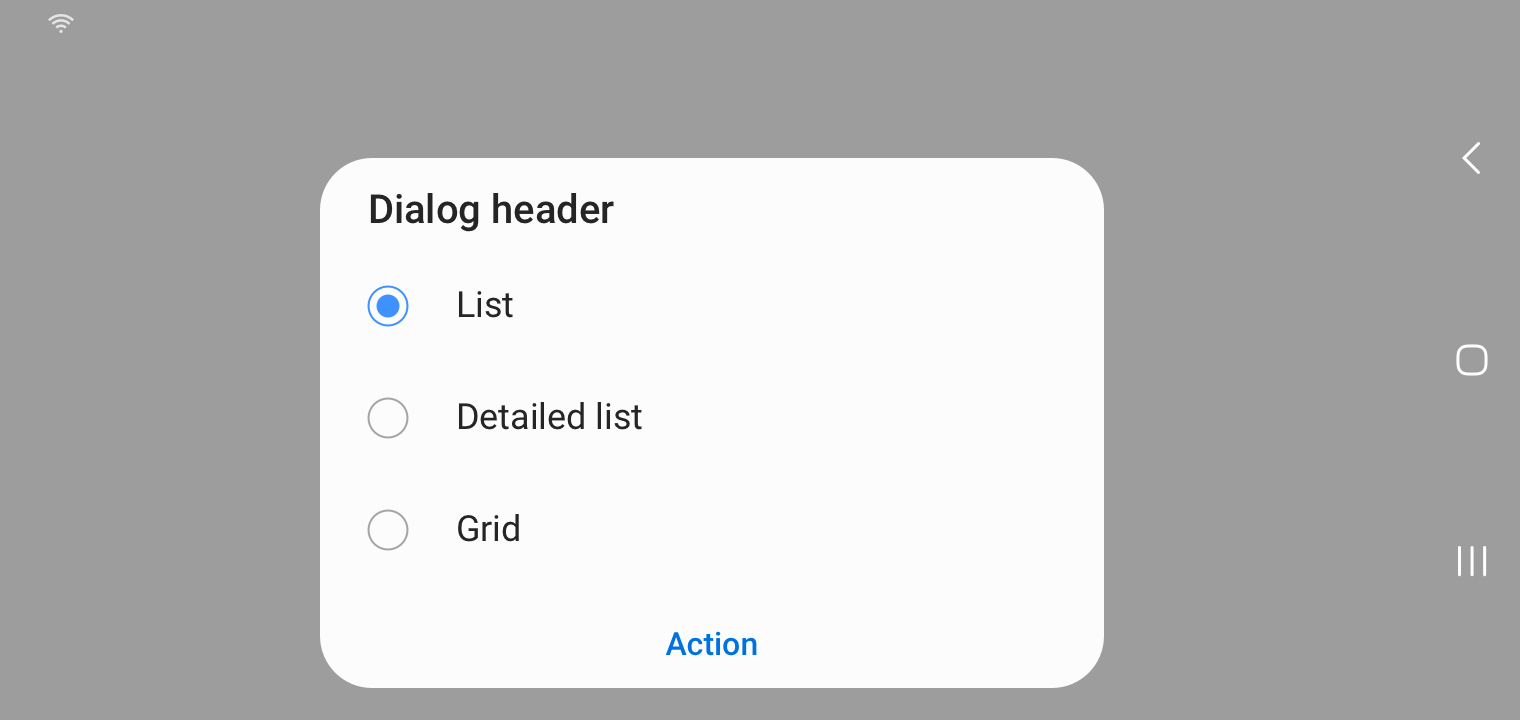 Dialog header
List
Detailed list
Grid
Action